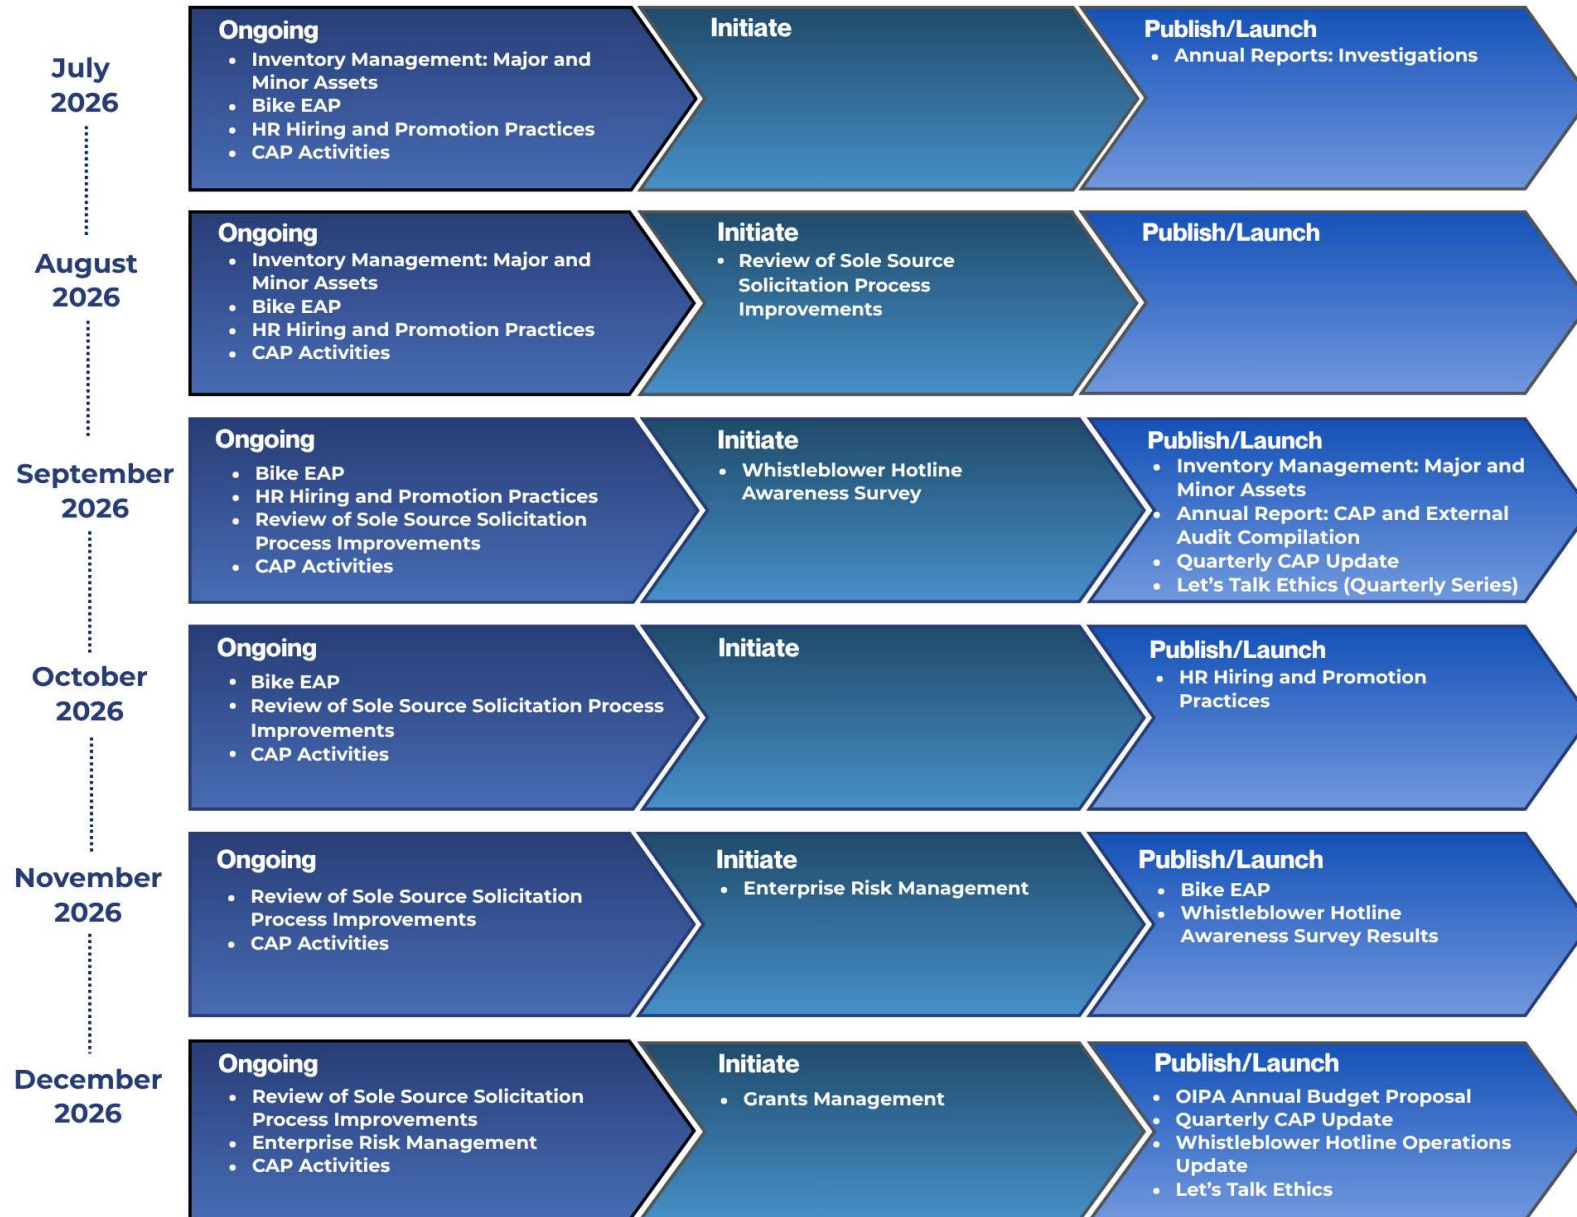 July
2026
Ongoing
• Inventory Management: Major and
Minor Assets
• Bike EAP
• HR Hiring and Promotion Practices
• CAP Activities
Initiate
Publish/Launch
• Annual Reports: Investigations
August
2026
Ongoing
• Inventory Management: Major and
Minor Assets
• Bike EAP
• HR Hiring and Promotion Practices
• CAP Activities
Initiate
• Review of Sole Source
Solicitation Process
Improvements
Publish/Launch
September
2026
Ongoing
• Bike EAP
• HR Hiring and Promotion Practices
• Review of Sole Source Solicitation
Process Improvements
• CAP Activities
Initiate
• Whistleblower Hotline
Awareness Survey
Publish/Launch
• Inventory Management: Major and
Minor Assets
• Annual Report: CAP and External
Audit Compilation
• Quarterly CAP Update
• Let's Talk Ethics (Quarterly Series)
October
2026
Ongoing
• Bike EAP
• Review of Sole Source Solicitation Process
Improvements
• CAP Activities
Initiate
Publish/Launch
• HR Hiring and Promotion
Practices
November
2026
Ongoing
• Review of Sole Source Solicitation
Process Improvements
• CAP Activities
Initiate
• Enterprise Risk Management
Publish/Launch
• Bike EAP
• Whistleblower Hotline
Awareness Survey Results
December
2026
Ongoing
• Review of Sole Source Solicitation
Process Improvements
• Enterprise Risk Management
• CAP Activities
Initiate
• Grants Management
Publish/Launch
• OIPA Annual Budget Proposal
• Quarterly CAP Update
• Whistleblower Hotline Operations
Update
• Let's Talk Ethics